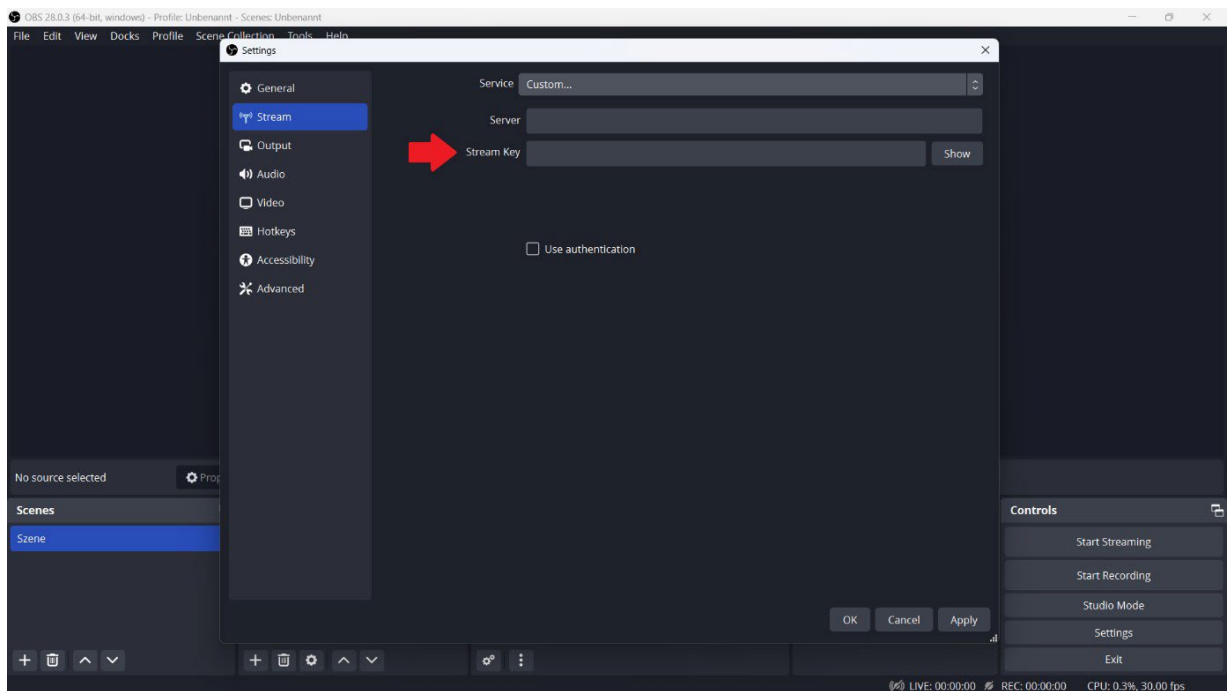 OBS 28.0.3 (64-bit, windows) - Profile: Unbenannt - Scenes: Unbenannt
File Edit View Docks Profile Scene Collection Tools Help
Settings
General
Stream
Output
Audio
Video
Hotkeys
Accessibility
Advanced
Service Custom...
Server
Stream Key Show
Use authentication
OK Cancel Apply
No source selected
Scenes
Szene
Controls
Start Streaming
Start Recording
Studio Mode
Settings
Exit
LIVE: 00:00:00 REC: 00:00:00 CPU: 0.3%, 30.00 fps